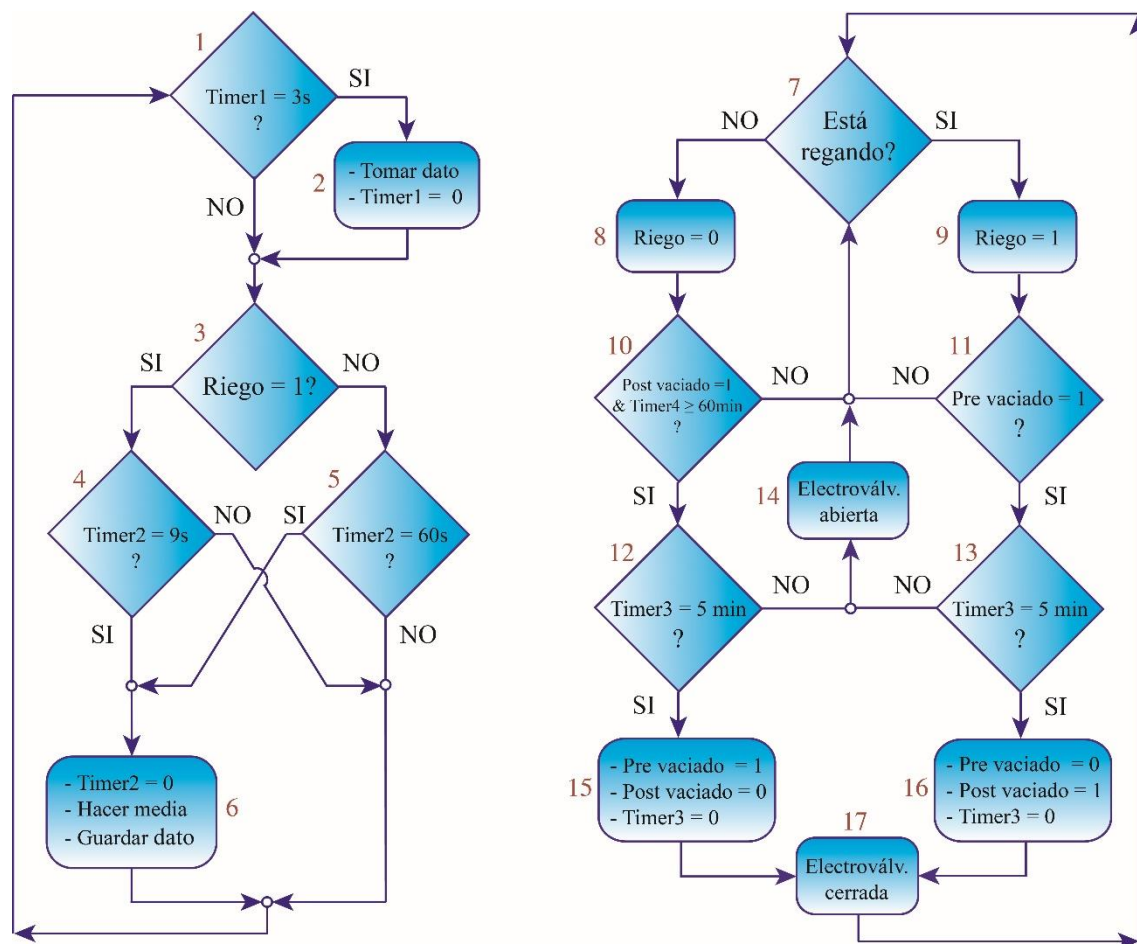 1
Timer1 = 3s
?
SI
NO
2
- Tomar dato
- Timer1 = 0
3
Riego = 1?
SI
NO
4
Timer2 = 9s
?
NO
SI
5
Timer2 = 60s
?
SI
NO
6
- Timer2 = 0
- Hacer media
- Guardar dato
7
Está
regando?
NO
SI
8
Riego = 0
9
Riego = 1
10
Post vaciado =1
& Timer4 ≥ 60min
?
NO
SI
11
Pre vaciado = 1
?
NO
SI
14
Electroválv.
abierta
12
Timer3 = 5 min
?
NO
SI
13
Timer3 = 5 min
?
NO
SI
15
- Pre vaciado = 1
- Post vaciado = 0
- Timer3 = 0
16
- Pre vaciado = 0
- Post vaciado = 1
- Timer3 = 0
17
Electroválv.
cerrada